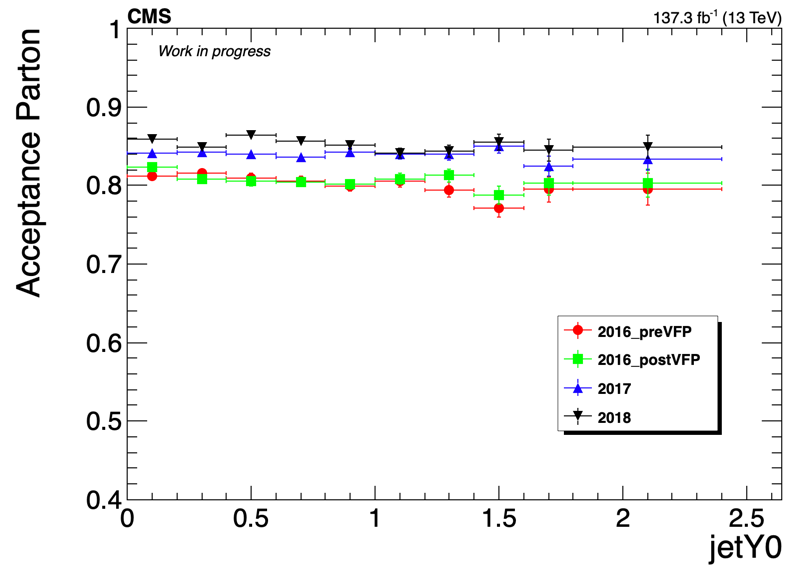 CMS 137.3 fb⁻¹ (13 TeV)
Work in progress
Acceptance Parton
1
0.9
0.8
0.7
0.6
0.5
0.4
2016_preVFP
2016_postVFP
2017
2018
0 0.5 1 1.5 2 2.5
jetY0